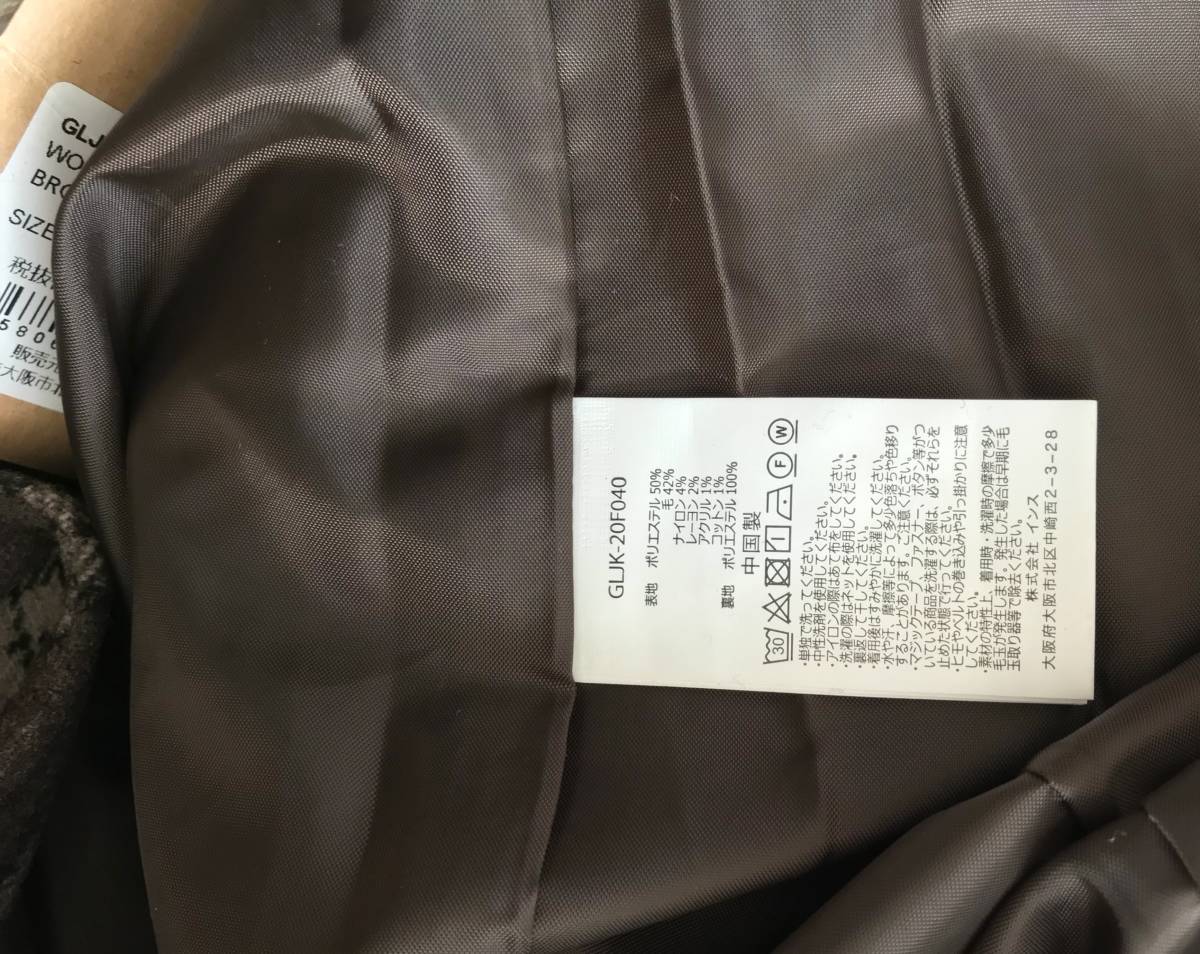 GLJ
WO
BRO
SIZE
税抜
5806
販売元
大阪市北
GLJK-20F040
表地 ポリエステル 50%
毛 42%
ナイロン 4%
レーヨン 2%
アクリル 1%
コットン 1%
裏地 ポリエステル 100%
中国製
30 F W
・単独で洗ってください。
・中性洗剤を使用してください。
・アイロンの際はあて布をしてください。
・洗濯の際はネットを使用してください。
・裏返して干してください。
・着用後はすみやかに洗濯してください。
・水や汗、摩擦等によって多少色落ちや色移り
することがあります。ご注意ください。
・マジックテープ、ファスナー、ボタン等がつ
いている商品を洗濯する際は、必ずそれらを
止めた状態で行ってください。
・ヒモやベルトの巻き込みや引っ掛かりに注意
してください。
・素材の特性上、着用時・洗濯時の摩擦で多少
毛玉が発生します。発生した場合は早期に毛
玉取り器等で除去ください。
株式会社 インス
大阪府大阪市北区中崎西2-3-28